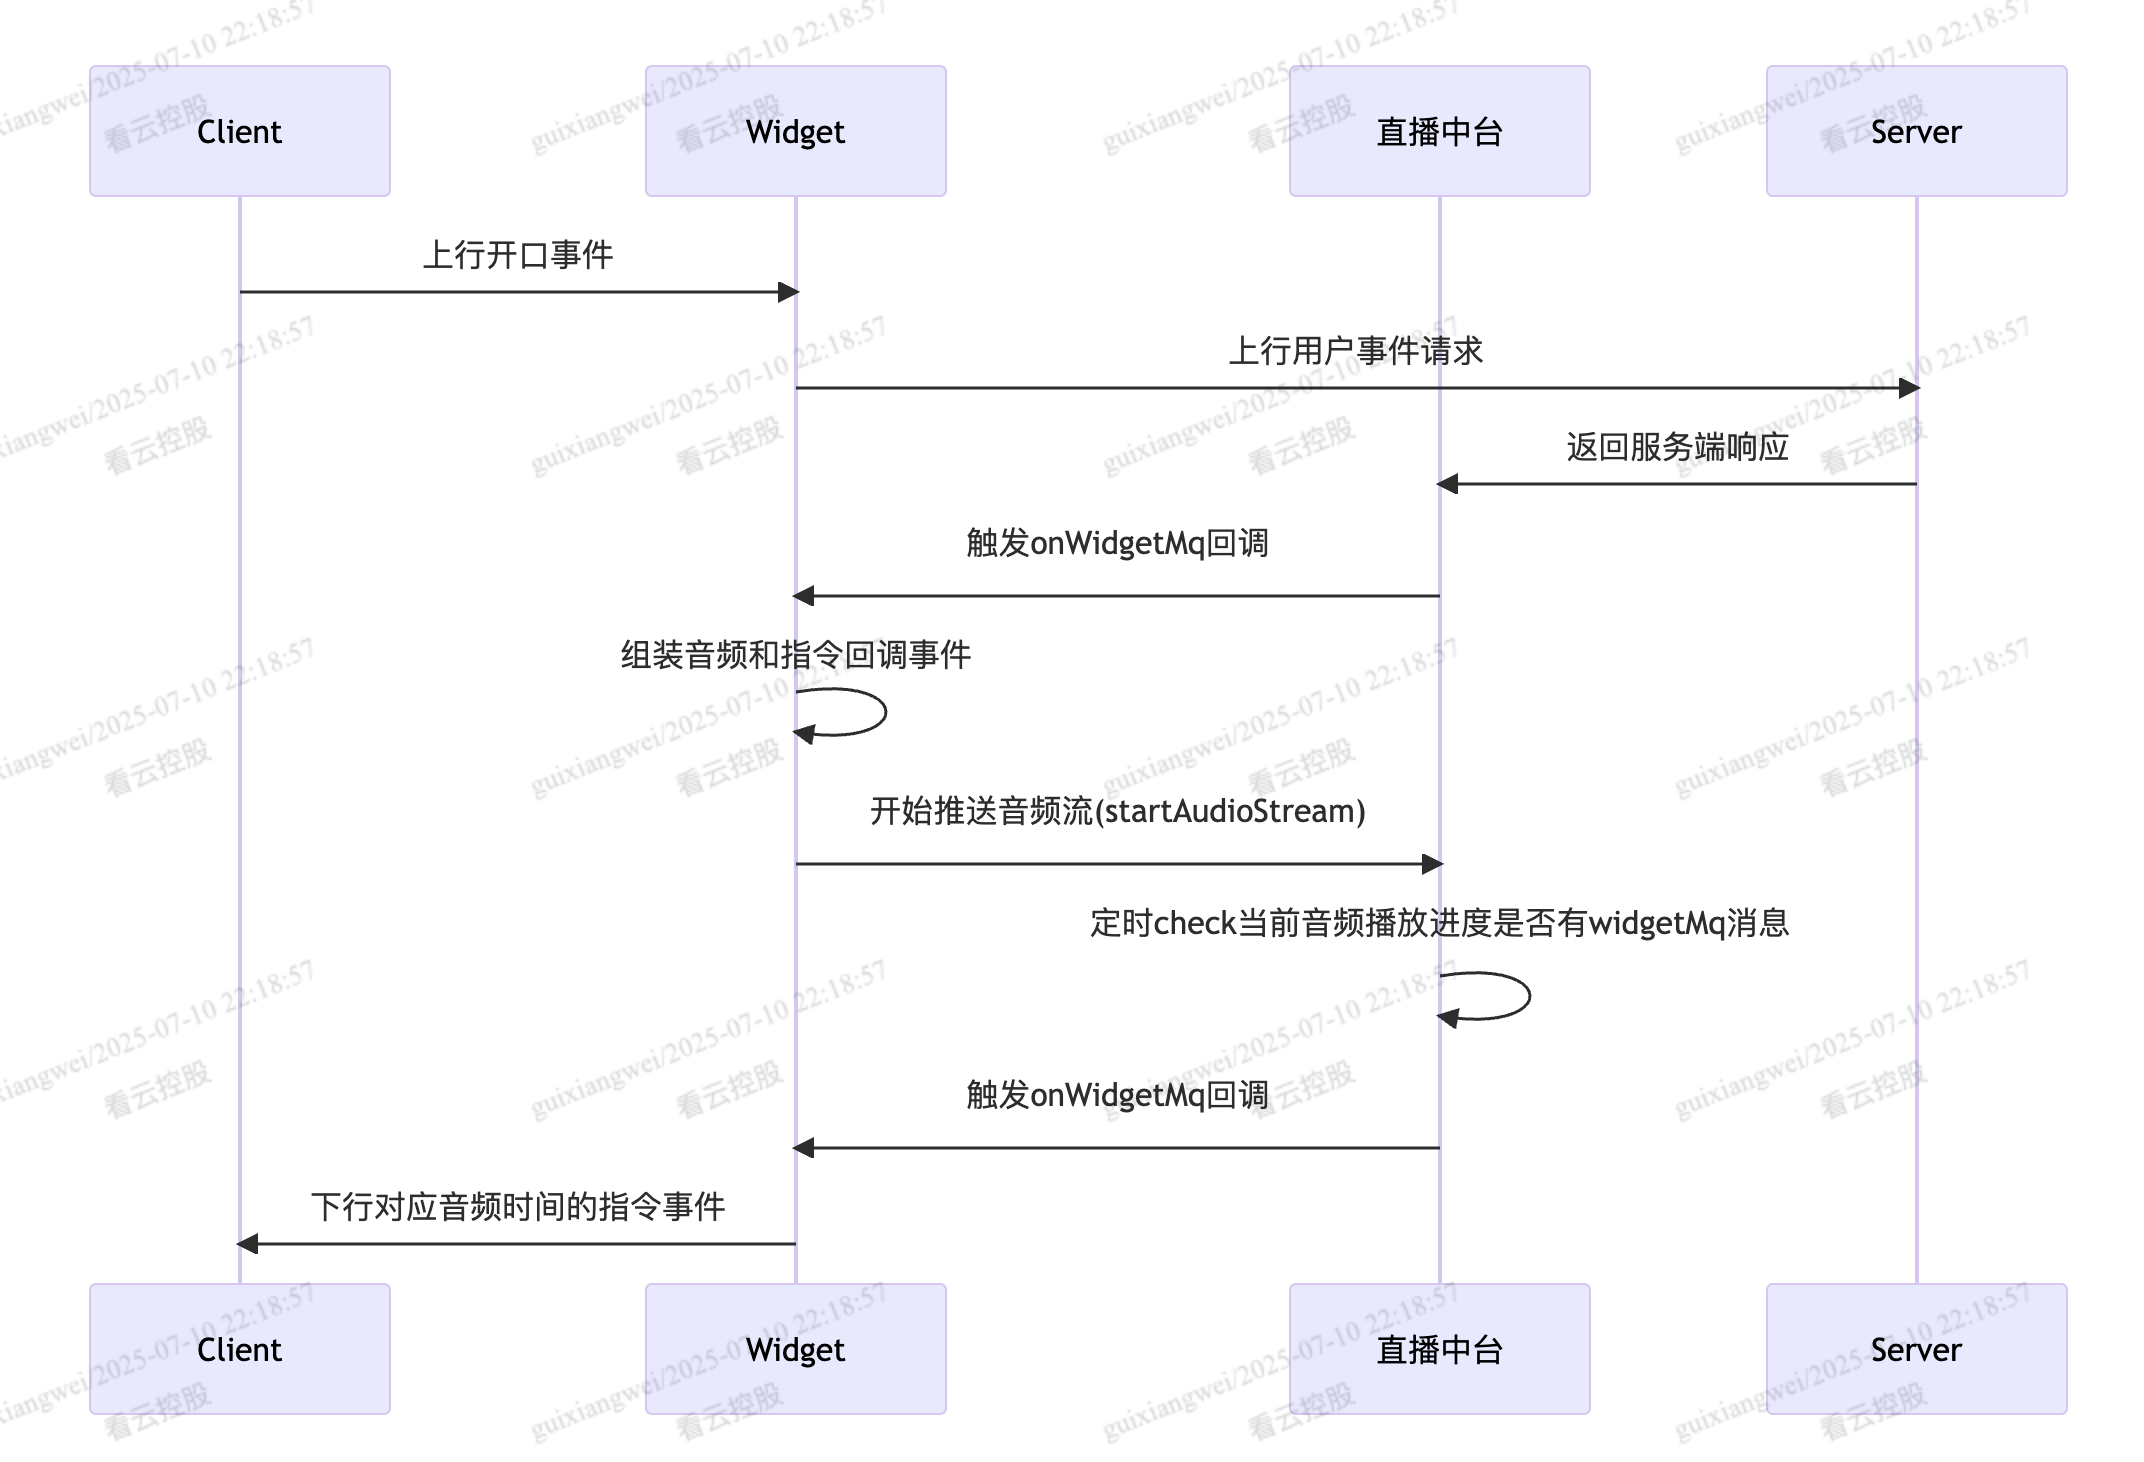 guixiangwei/2025-07-10 22:18:57
看云控股
Client
Widget
直播中台
Server
上行开口事件
上行用户事件请求
返回服务端响应
触发onWidgetMq回调
组装音频和指令回调事件
开始推送音频流(startAudioStream)
定时check当前音频播放进度是否有widgetMq消息
触发onWidgetMq回调
下行对应音频时间的指令事件
Client
Widget
直播中台
Server